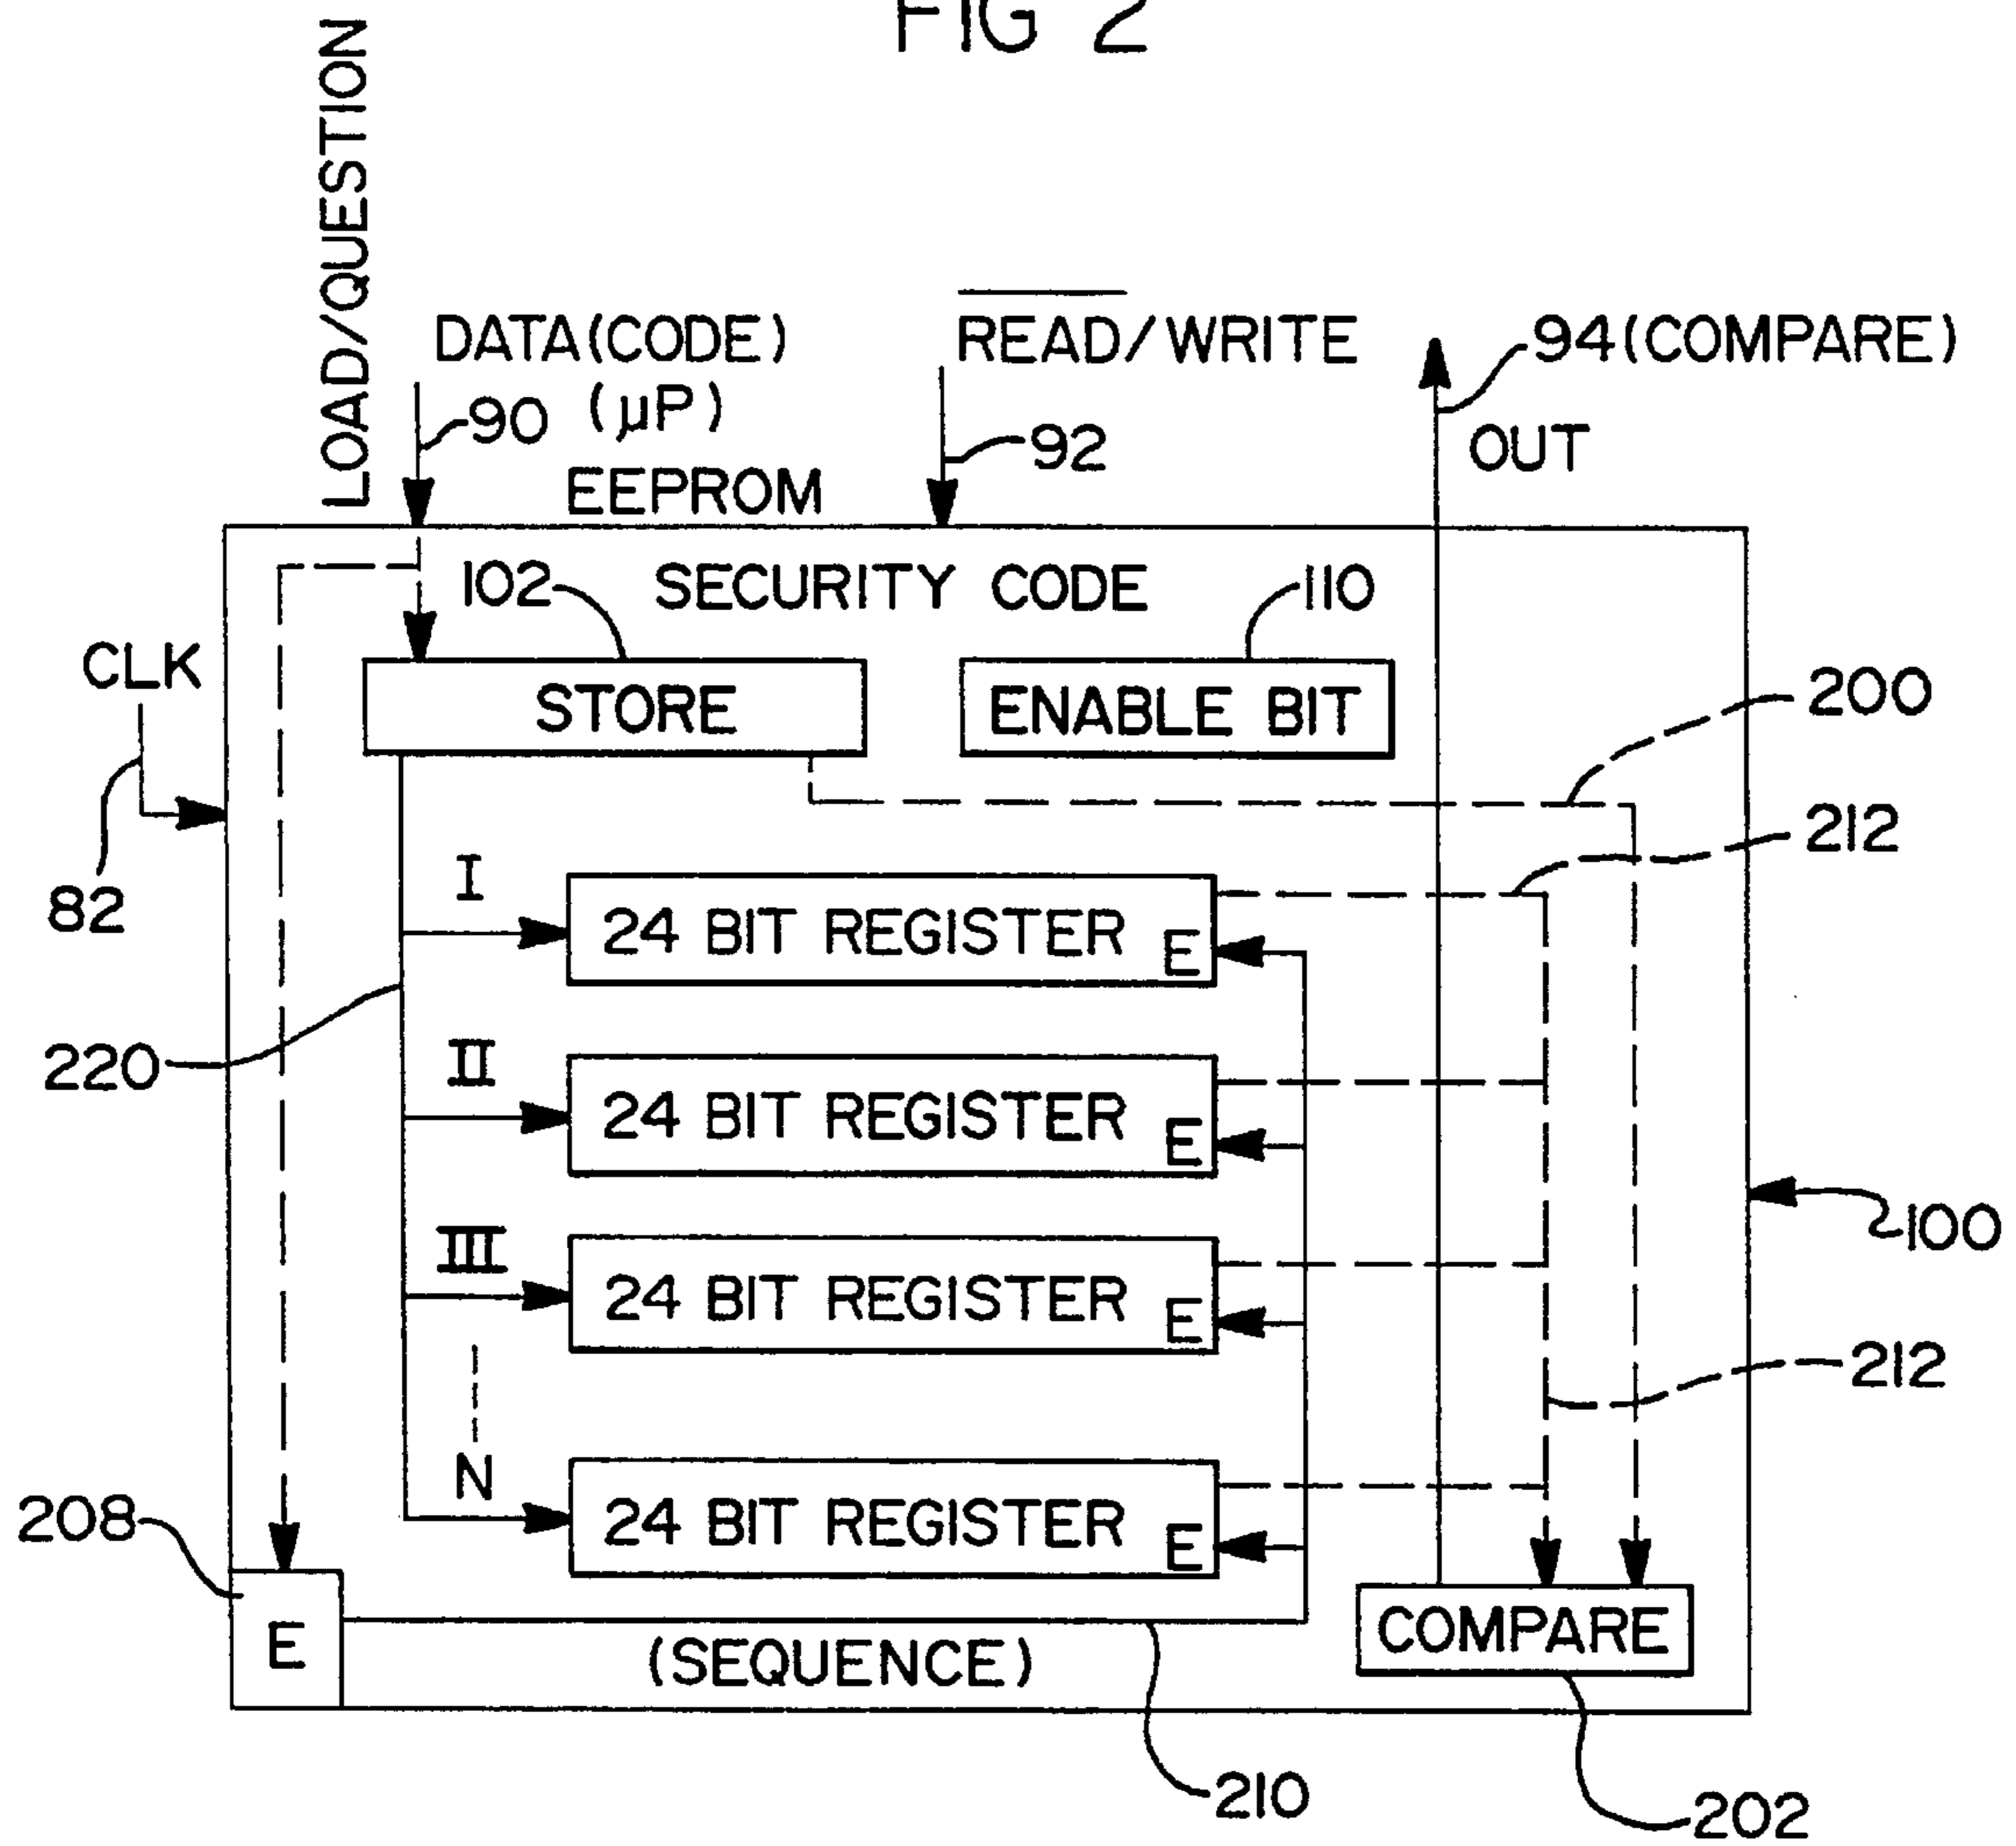 FIG 2
LOAD/QUESTION
DATA(CODE)
(µP)
90
READ/WRITE
92
94(COMPARE)
OUT
EEPROM
102
SECURITY CODE
110
CLK
82
STORE
ENABLE BIT
200
212
I
24 BIT REGISTER
E
220
II
24 BIT REGISTER
E
III
24 BIT REGISTER
E
100
212
N
24 BIT REGISTER
E
208
E
(SEQUENCE)
COMPARE
210
202